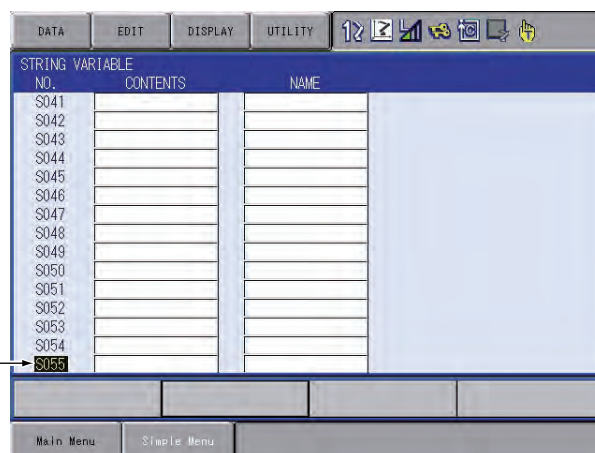 DATA EDIT DISPLAY UTILITY
STRING VARIABLE
NO. CONTENTS NAME
S041
S042
S043
S044
S045
S046
S047
S048
S049
S050
S051
S052
S053
S054
S055
Main Menu Simple Menu